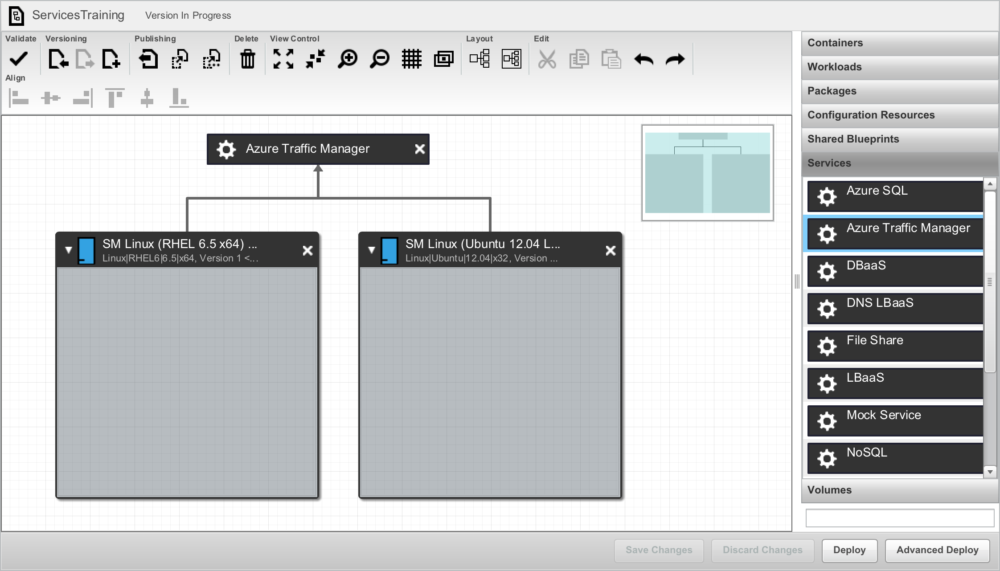 ServicesTraining Version In Progress
Validate Versioning Publishing Delete View Control Layout Edit
Align
Azure Traffic Manager
SM Linux (RHEL 6.5 x64) ...
Linux|RHEL6|6.5|x64, Version 1 <...
SM Linux (Ubuntu 12.04 L...
Linux|Ubuntu|12.04|x32, Version ...
Containers
Workloads
Packages
Configuration Resources
Shared Blueprints
Services
Azure SQL
Azure Traffic Manager
DBaaS
DNS LBaaS
File Share
LBaaS
Mock Service
NoSQL
Volumes
Save Changes Discard Changes Deploy Advanced Deploy